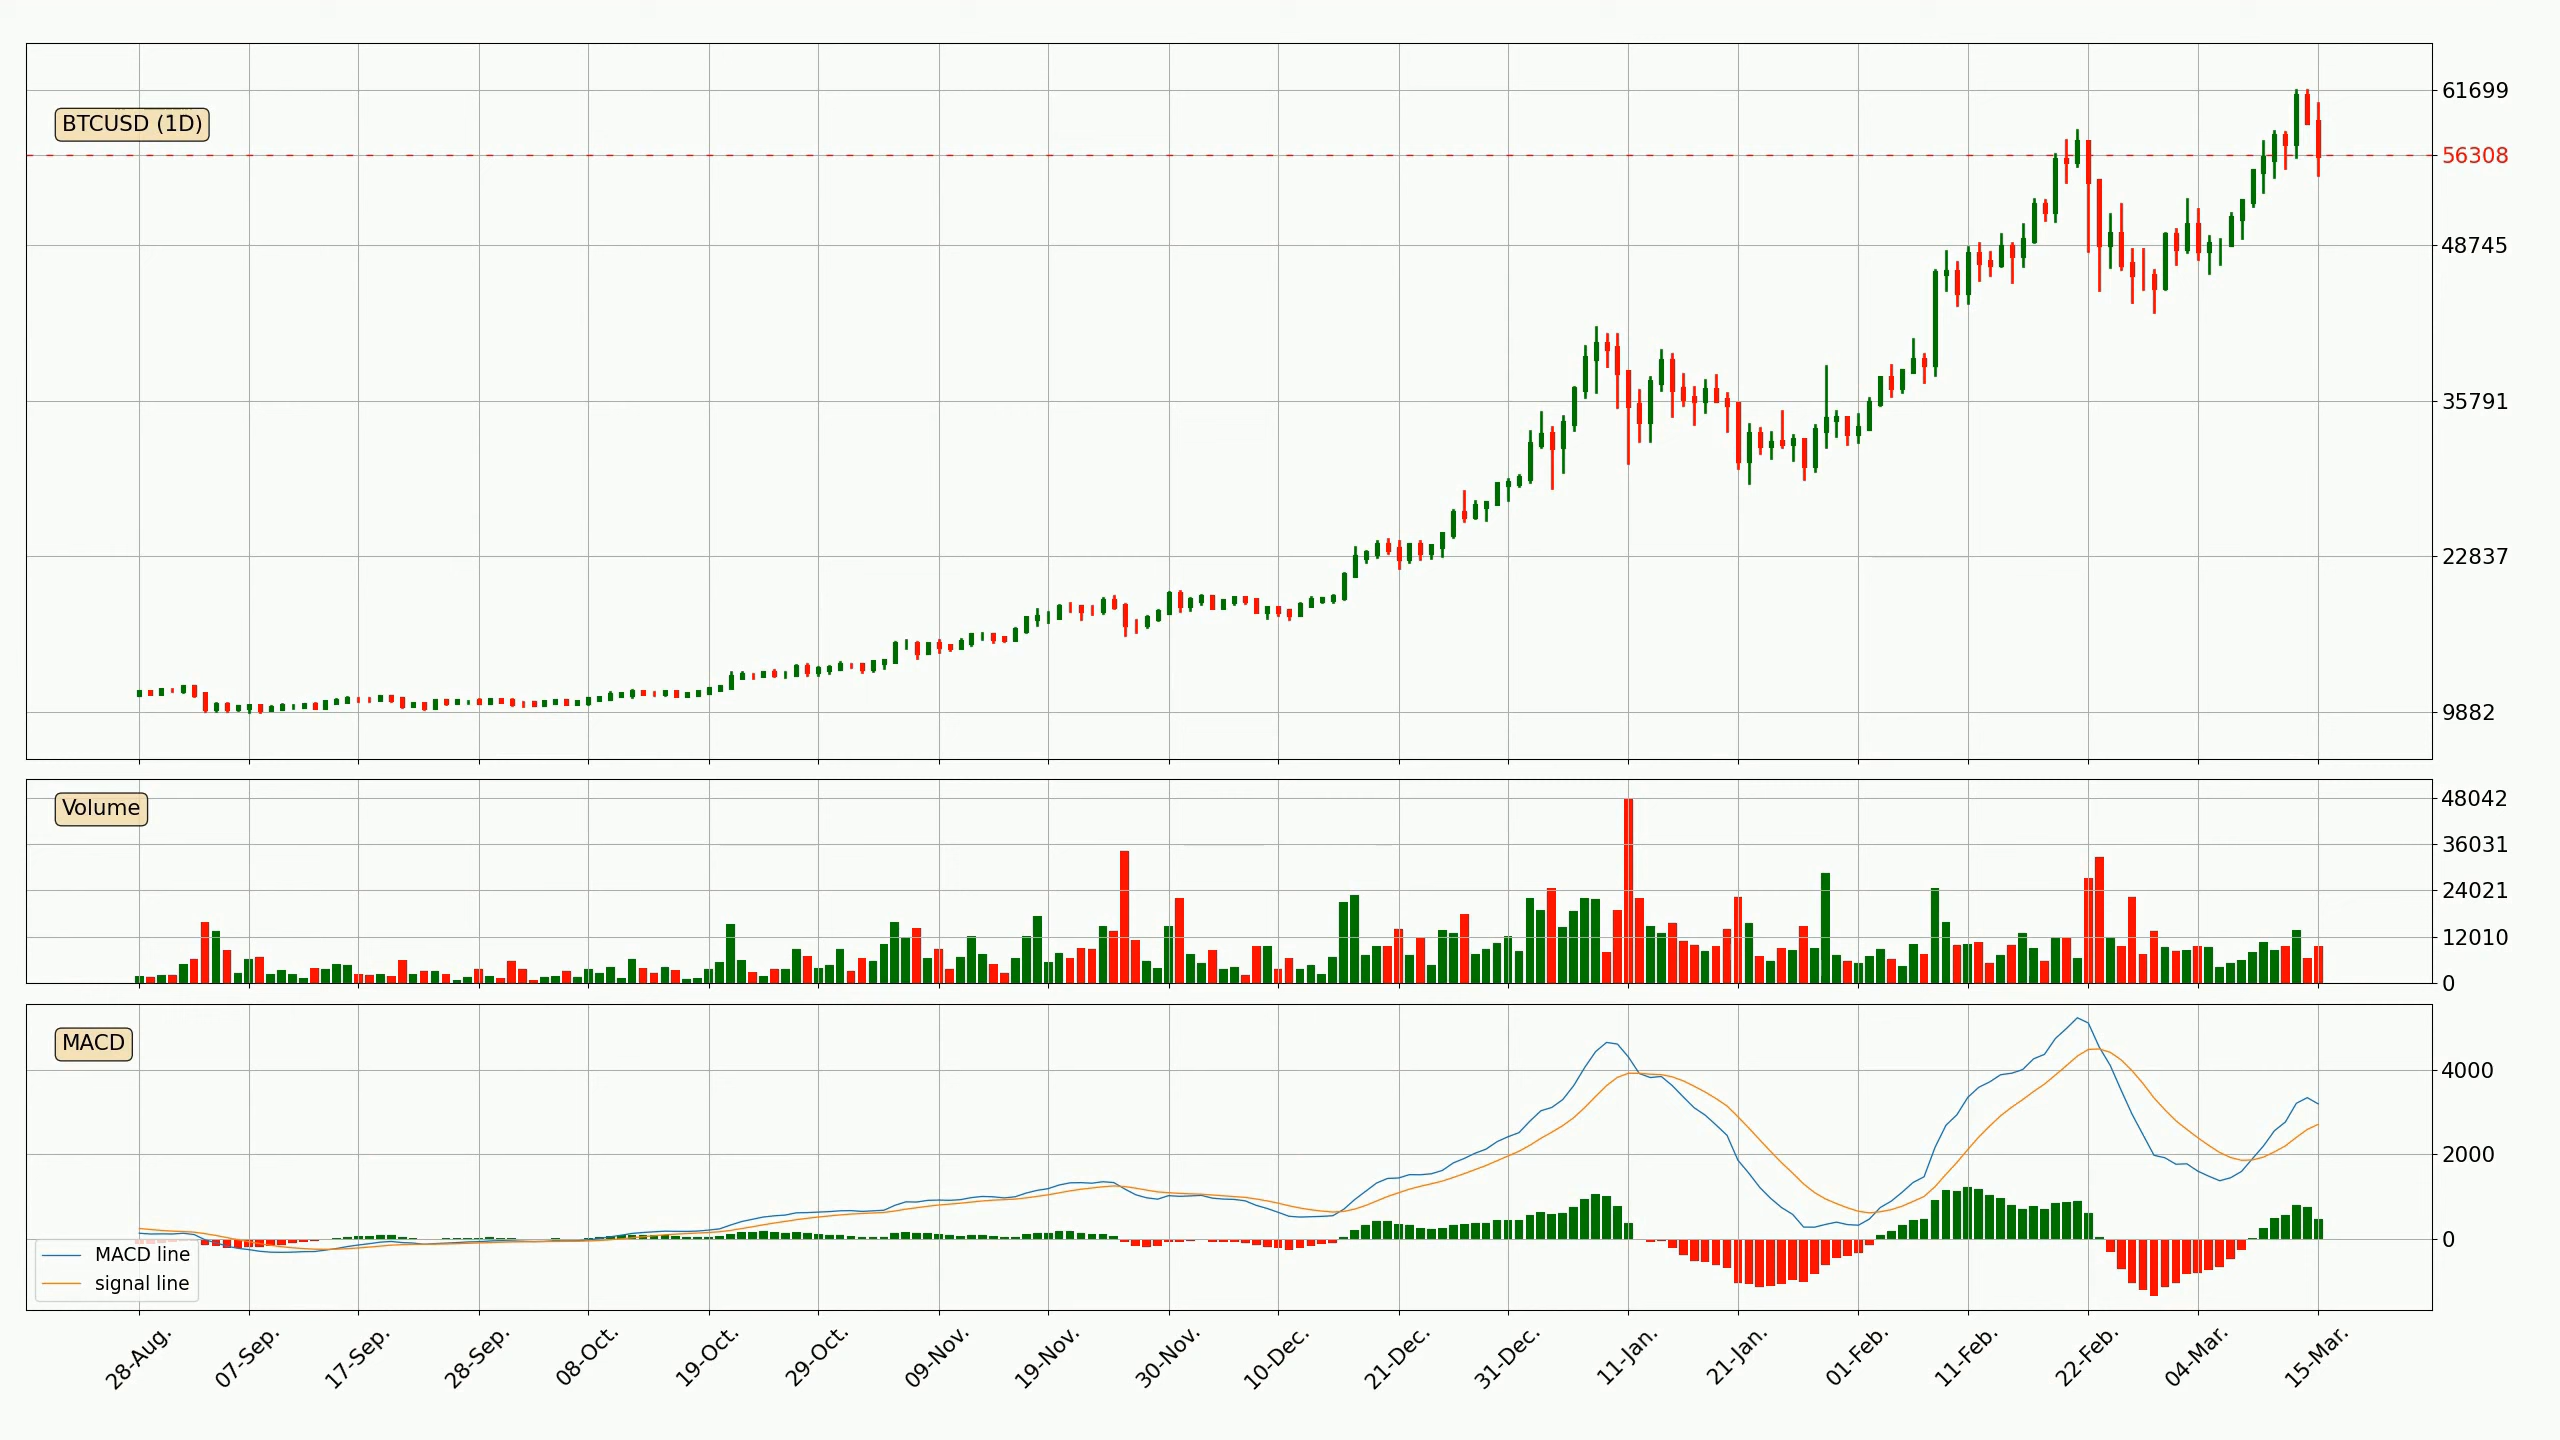 BTCUSD (1D)
61699
56308
48745
35791
22837
9882
Volume
48042
36031
24021
12010
0
MACD
4000
2000
0
MACD line
signal line
28-Aug.
07-Sep.
17-Sep.
28-Sep.
08-Oct.
19-Oct.
29-Oct.
09-Nov.
19-Nov.
30-Nov.
10-Dec.
21-Dec.
31-Dec.
11-Jan.
21-Jan.
01-Feb.
11-Feb.
22-Feb.
04-Mar.
15-Mar.